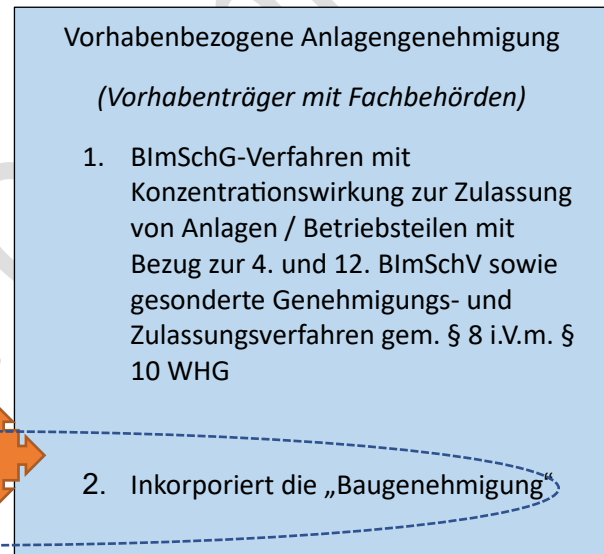 Vorhabenbezogene Anlagengenehmigung
(Vorhabenträger mit Fachbehörden)
1. BImSchG-Verfahren mit
Konzentrationswirkung zur Zulassung
von Anlagen / Betriebsteilen mit
Bezug zur 4. und 12. BImSchV sowie
gesonderte Genehmigungs- und
Zulassungsverfahren gem. § 8 i.V.m. §
10 WHG
2. Inkorporiert die „Baugenehmigung“